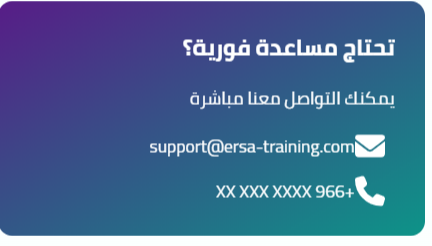 تحتاج مساعدة فورية؟
يمكنك التواصل معنا مباشرة
support@ersa-training.com
+966 XX XXX XXXX